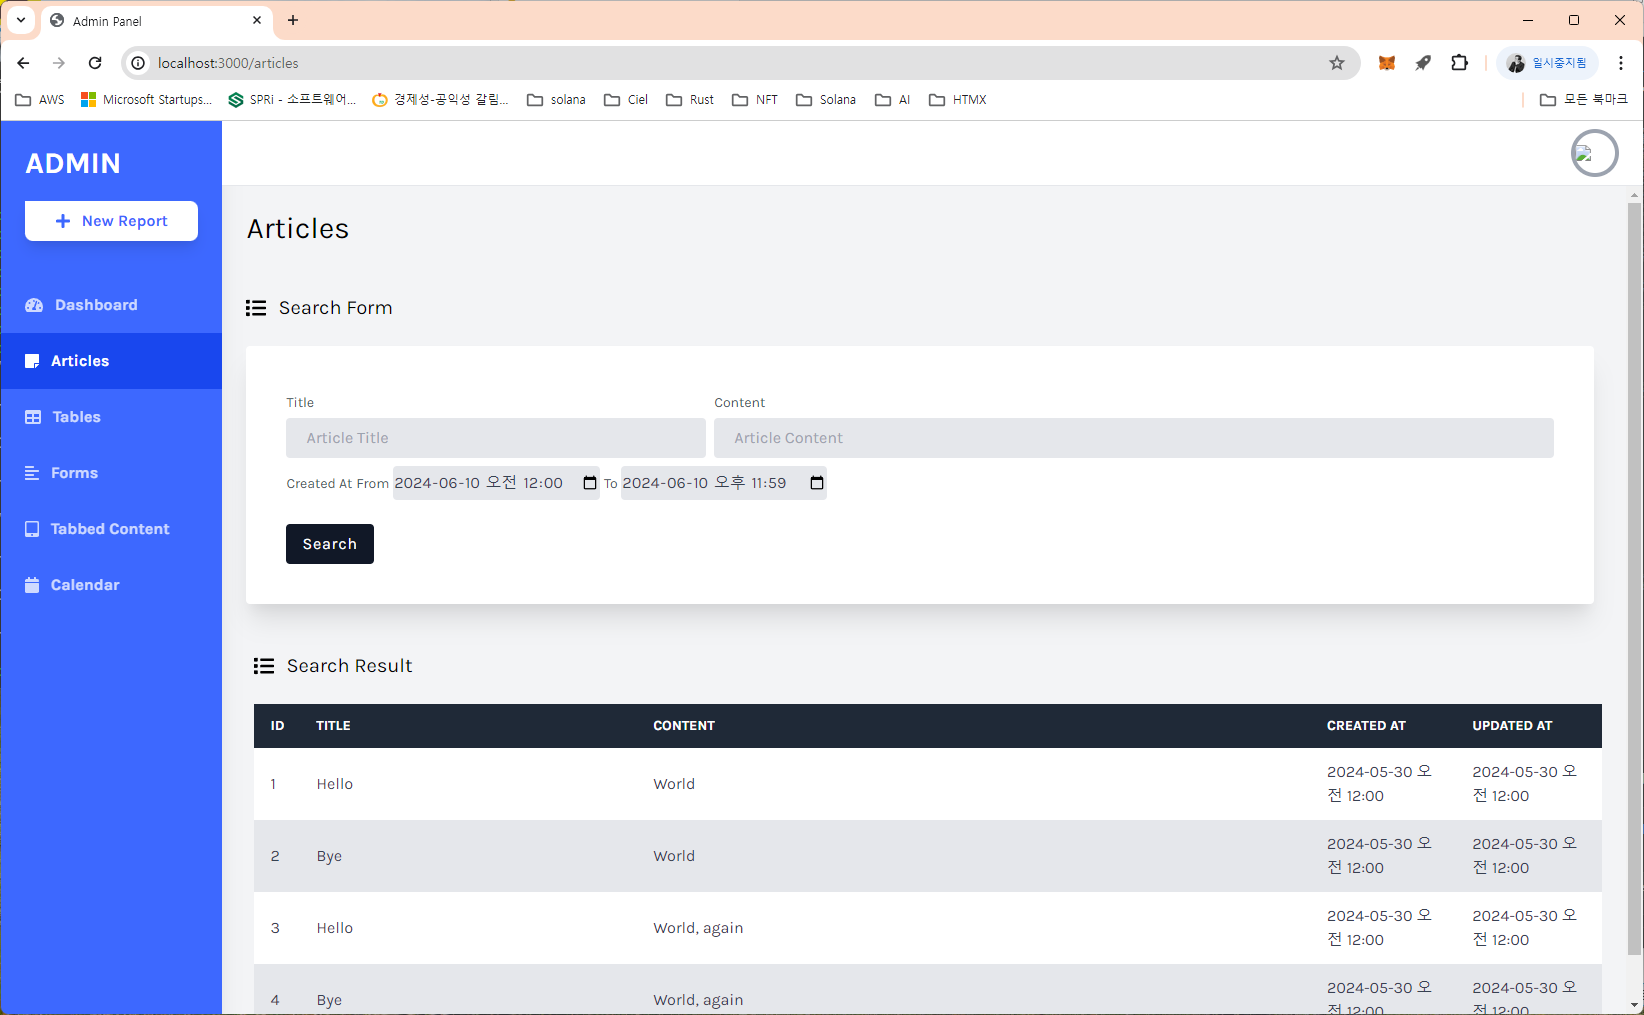 Admin Panel
localhost:3000/articles
일시중지됨
AWS
Microsoft Startups...
SPRi - 소프트웨어...
경제성-공익성 갈림...
solana
Ciel
Rust
NFT
Solana
AI
HTMX
모든 북마크
ADMIN
New Report
Dashboard
Articles
Tables
Forms
Tabbed Content
Calendar
Articles
Search Form
Title
Content
Article Title
Article Content
Created At From 2024-06-10 오전 12:00 To 2024-06-10 오후 11:59
Search
Search Result
ID TITLE CONTENT CREATED AT UPDATED AT
1 Hello World 2024-05-30 오 2024-05-30 오
전 12:00 전 12:00
2 Bye World 2024-05-30 오 2024-05-30 오
전 12:00 전 12:00
3 Hello World, again 2024-05-30 오 2024-05-30 오
전 12:00 전 12:00
4 Bye World, again 2024-05-30 오 2024-05-30 오
전 12:00 전 12:00